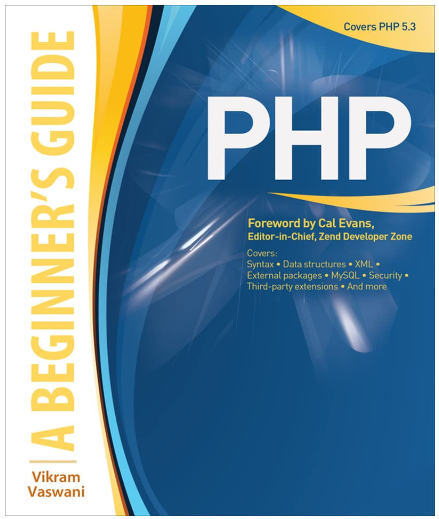 Covers PHP 5.3
PHP
A BEGINNER'S GUIDE
Foreword by Cal Evans,
Editor-in-Chief, Zend Developer Zone
Covers:
Syntax • Data structures • XML •
External packages • MySQL • Security •
Third-party extensions • And more
Vikram
Vaswani